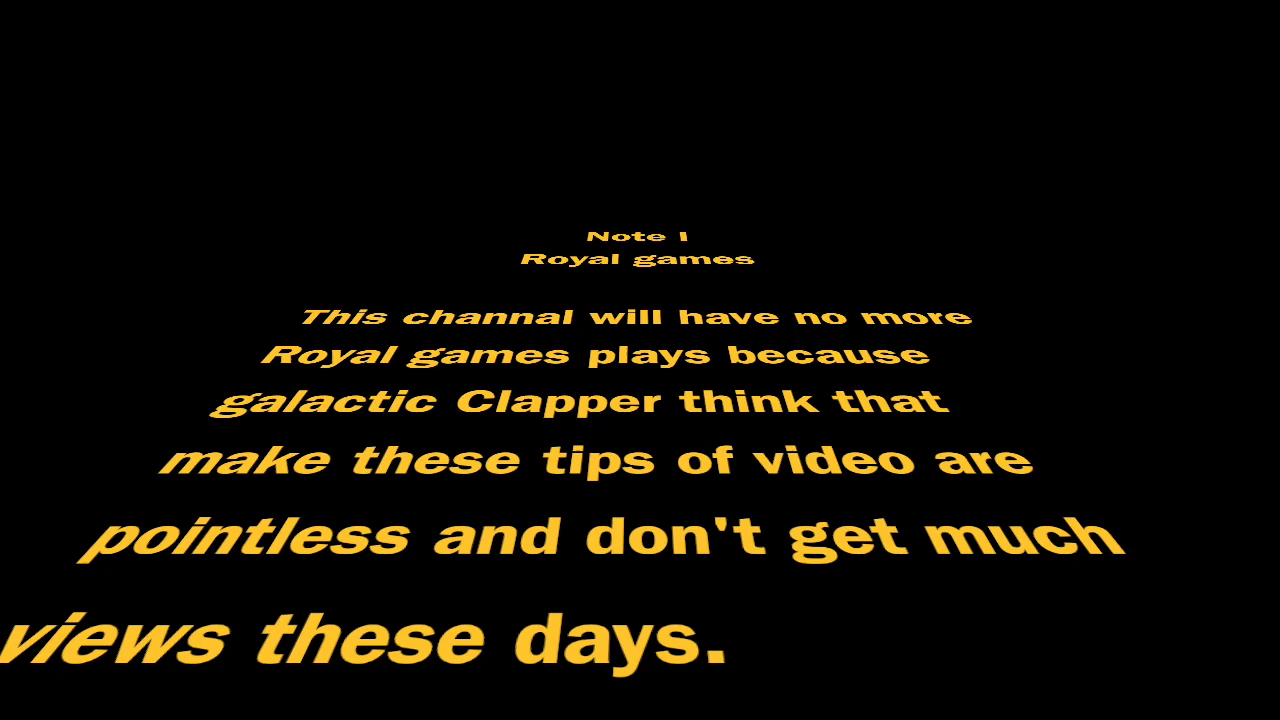 Note I
Royal games
This channal will have no more
Royal games plays because
galactic Clapper think that
make these tips of video are
pointless and don't get much
views these days.